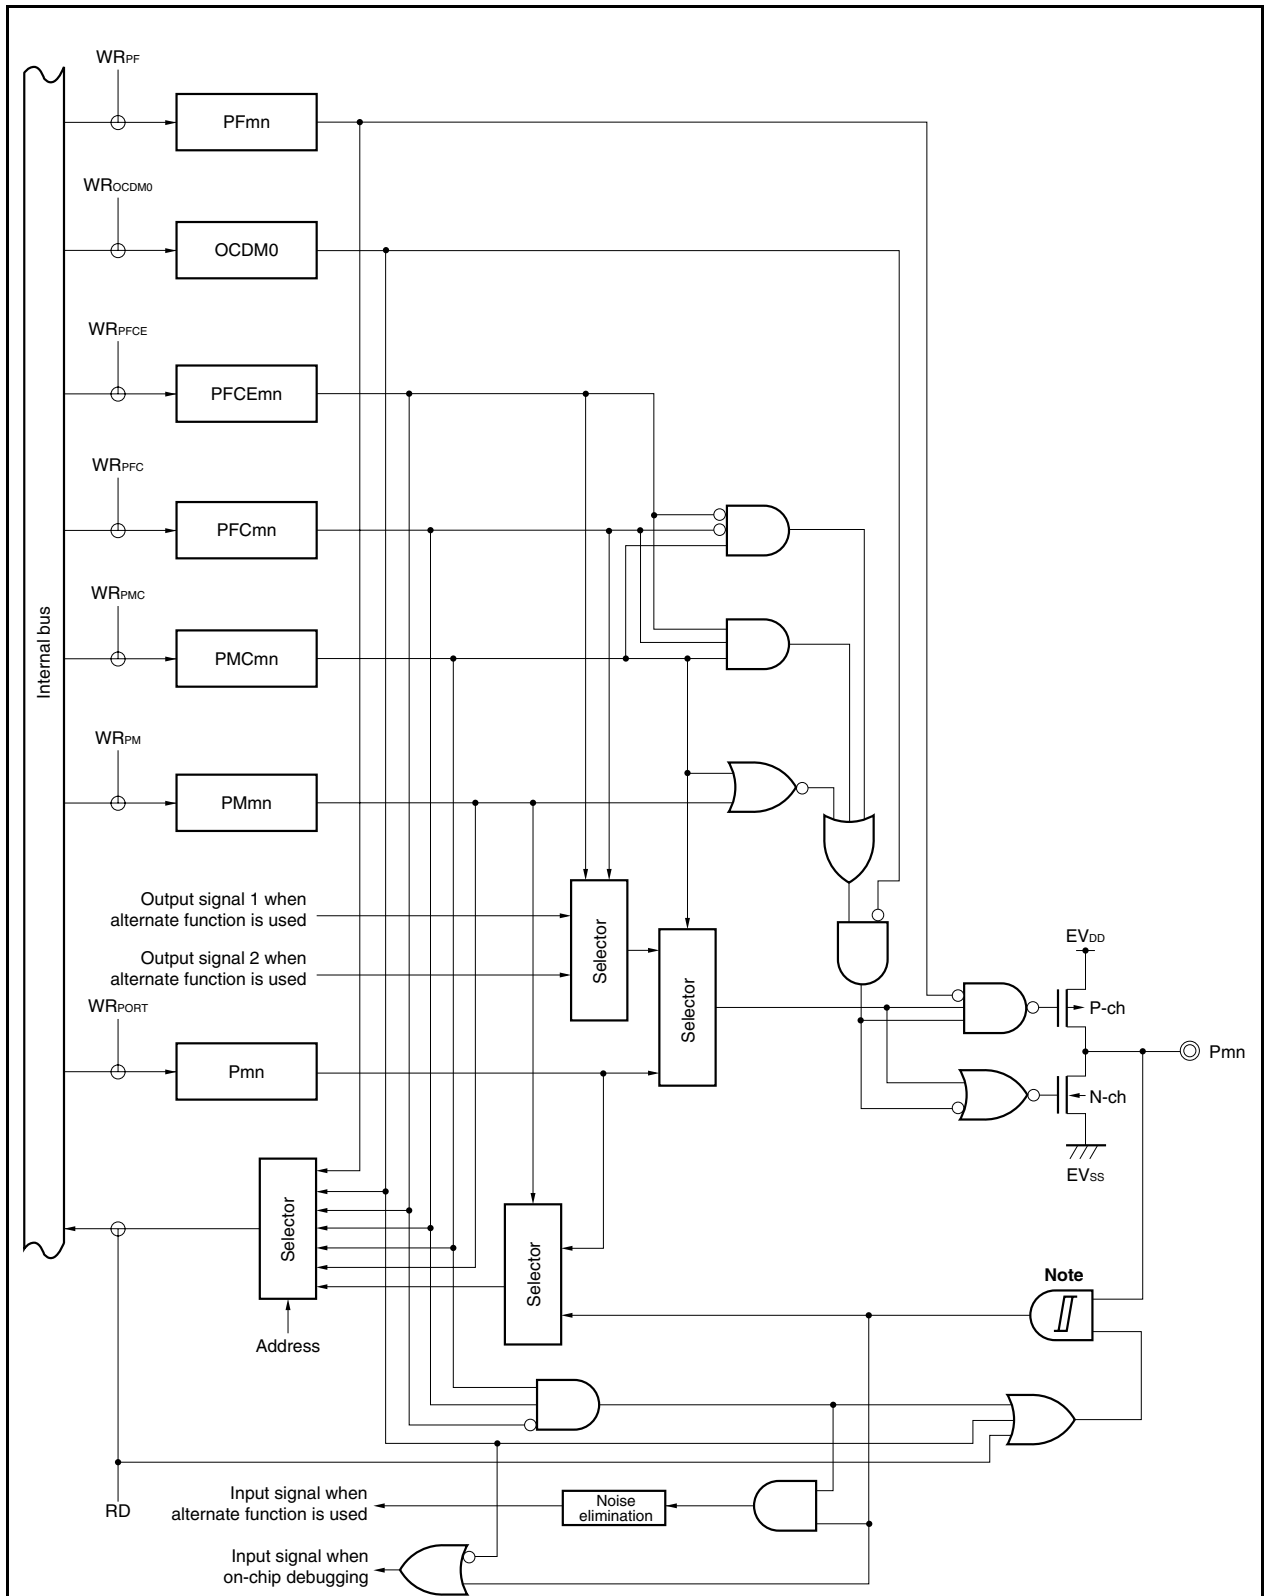 WRPF
PFmn
WROCDM0
OCDM0
WRPFCE
PFCEmn
WRPFC
PFCmn
Internal bus
WRPMC
PMCmn
WRPM
PMmn
Output signal 1 when
alternate function is used
Output signal 2 when
alternate function is used
Selector
Selector
EVDD
P-ch
WRPORT
Pmn
Pmn
N-ch
EVSS
Selector
Selector
Address
Note
RD
Input signal when
alternate function is used
Noise
elimination
Input signal when
on-chip debugging